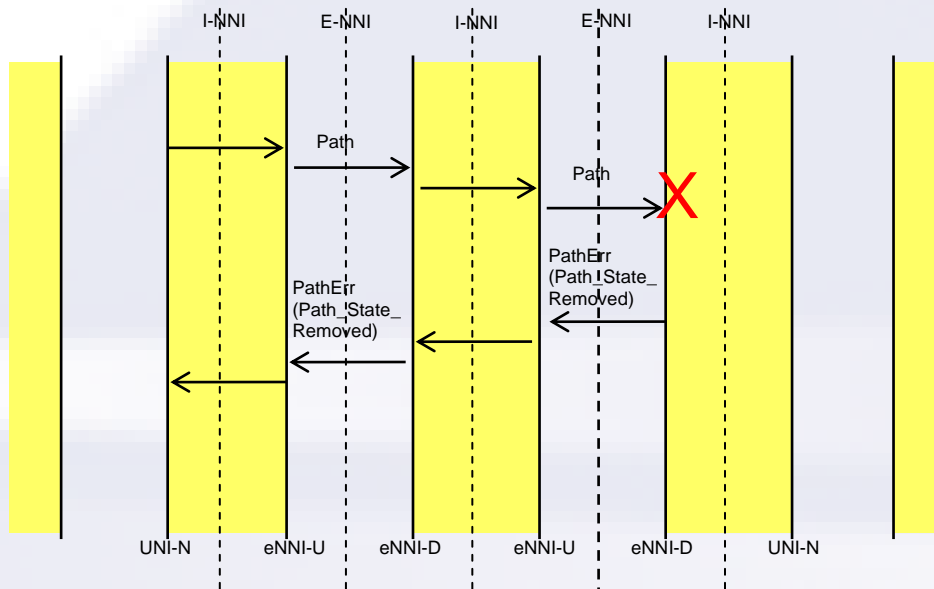 I-NNI
E-NNI
I-NNI
E-NNI
I-NNI
Path
Path
X
PathErr
(Path_State_
Removed)
PathErr
(Path_State_
Removed)
UNI-N
eNNI-U
eNNI-D
eNNI-U
eNNI-D
UNI-N